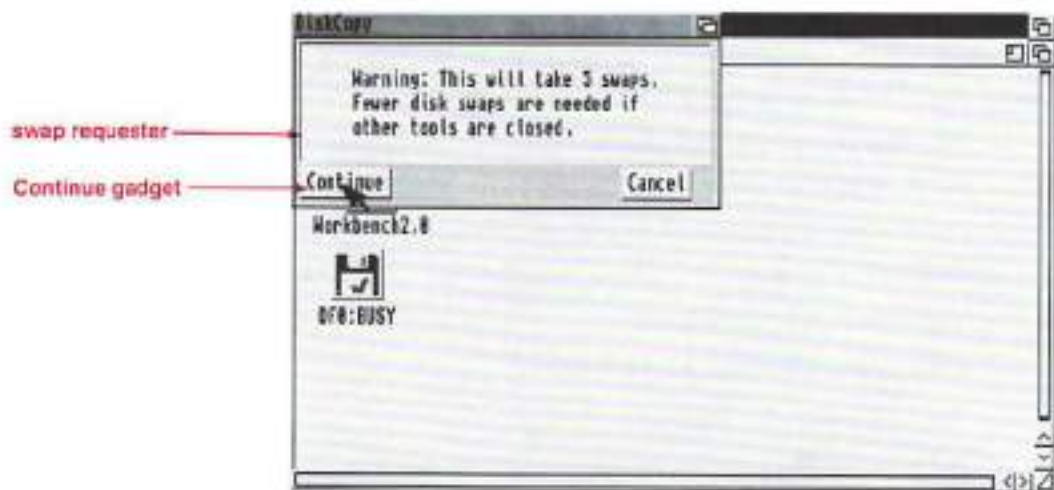 DiskCopy
Warning: This will take 3 swaps.
Fewer disk swaps are needed if
other tools are closed.
swap requester
Continue gadget
Continue
Cancel
Workbench2.0
DF0:BUSY